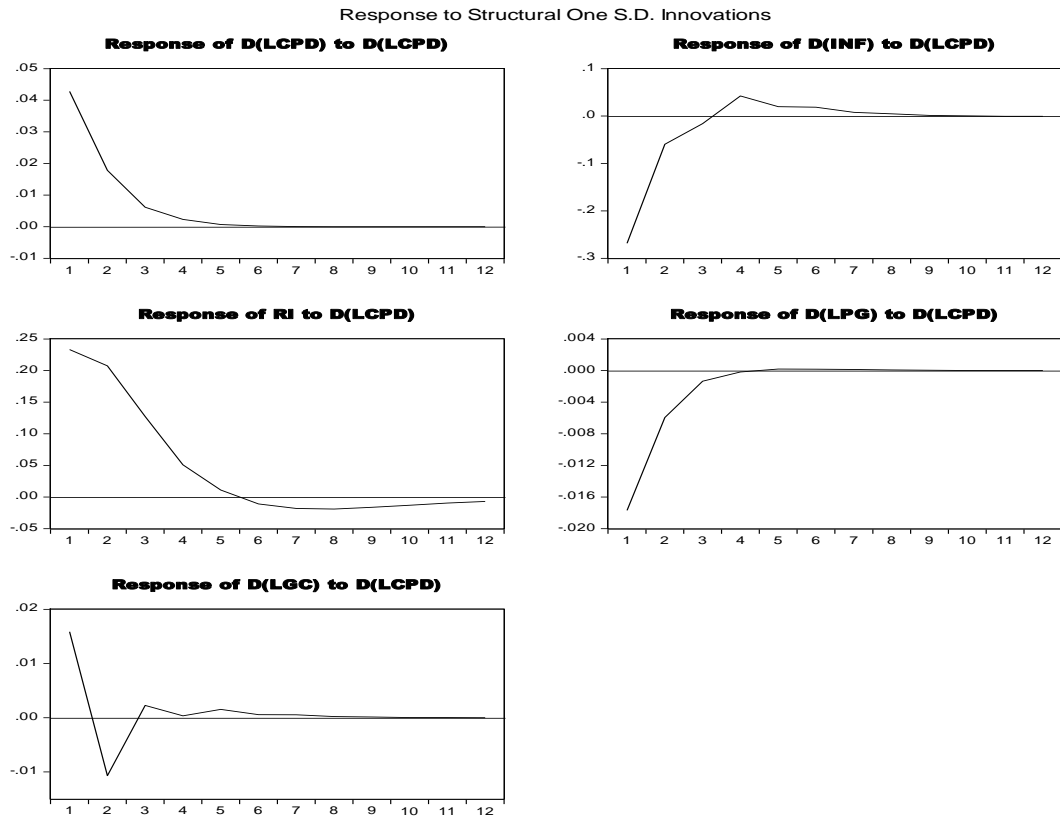 Response to Structural One S.D. Innovations
Response of D(LCPD) to D(LCPD)
.05
.04
.03
.02
.01
.00
-.01
1 2 3 4 5 6 7 8 9 10 11 12
Response of D(INF) to D(LCPD)
.1
.0
-.1
-.2
-.3
1 2 3 4 5 6 7 8 9 10 11 12
Response of RI to D(LCPD)
.25
.20
.15
.10
.05
.00
-.05
1 2 3 4 5 6 7 8 9 10 11 12
Response of D(LPG) to D(LCPD)
.004
.000
-.004
-.008
-.012
-.016
-.020
1 2 3 4 5 6 7 8 9 10 11 12
Response of D(LGC) to D(LCPD)
.02
.01
.00
-.01
1 2 3 4 5 6 7 8 9 10 11 12